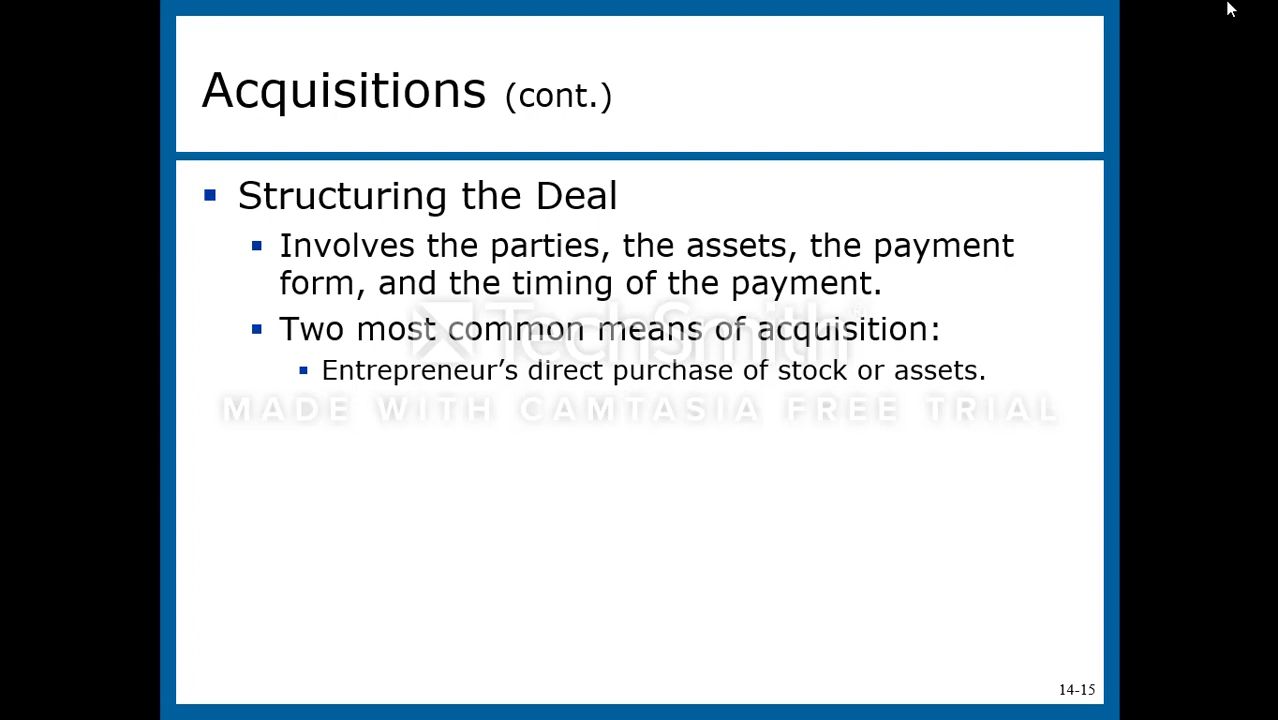 Acquisitions (cont.)
Structuring the Deal
Involves the parties, the assets, the payment
form, and the timing of the payment.
Two most common means of acquisition:
TechSmith®
Entrepreneur’s direct purchase of stock or assets.
MADE WITH CAMTASIA FREE TRIAL
14-15